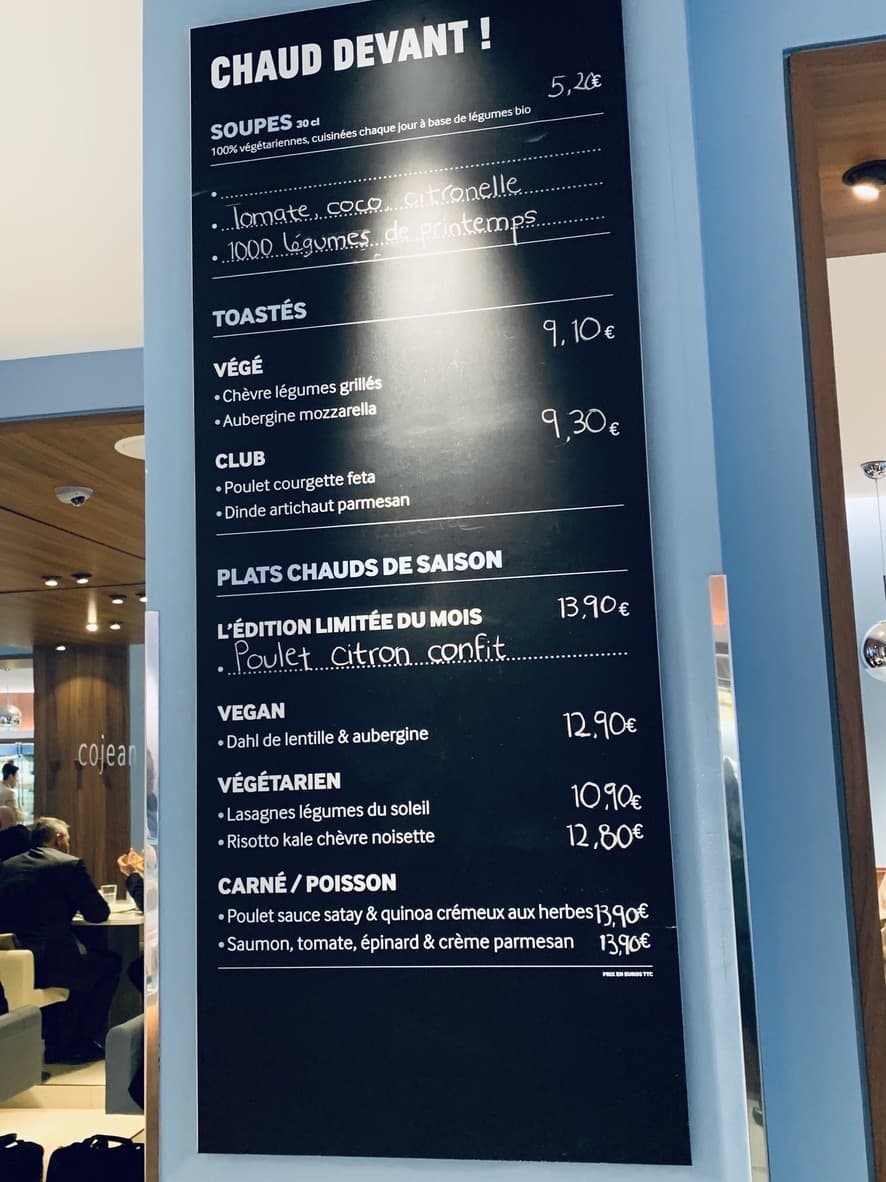 CHAUD DEVANT !
SOUPES 30 cl 5,20€
100% végétariennes, cuisinées chaque jour à base de légumes bio
• Tomate, coco, citronelle
• 1000 légumes de printemps
TOASTÉS
VÉGÉ 9,10€
• Chèvre légumes grillés
• Aubergine mozzarella
CLUB 9,30€
• Poulet courgette feta
• Dinde artichaut parmesan
PLATS CHAUDS DE SAISON
L'ÉDITION LIMITÉE DU MOIS 13,90€
• Poulet citron confit
VEGAN
• Dahl de lentille & aubergine 12,90€
VÉGÉTARIEN
• Lasagnes légumes du soleil 10,90€
• Risotto kale chèvre noisette 12,80€
CARNÉ / POISSON
• Poulet sauce satay & quinoa crémeux aux herbes 13,90€
• Saumon, tomate, épinard & crème parmesan 13,90€
PRIX EN EUROS TTC
cojean